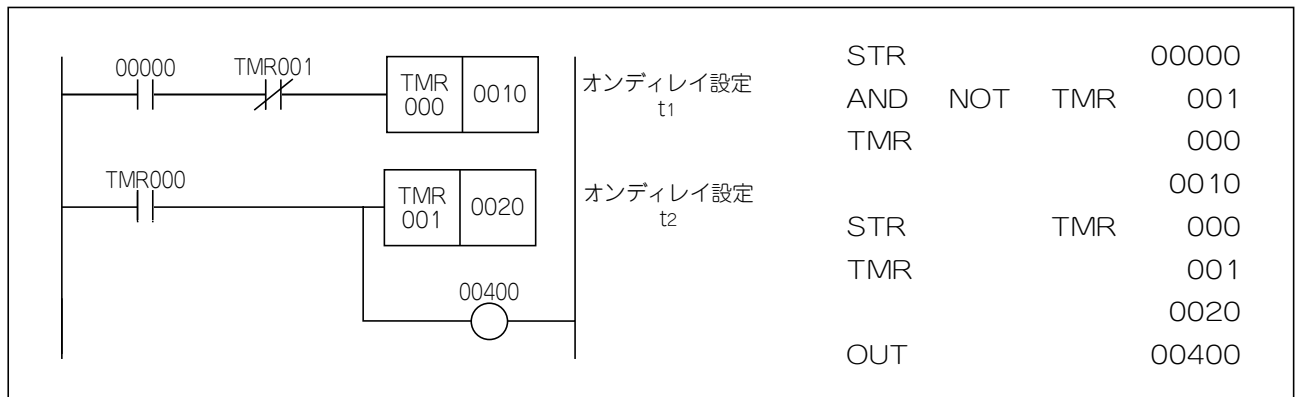 00000
TMR001
TMR
000
0010
オンディレイ設定
t1
TMR000
TMR
001
0020
オンディレイ設定
t2
00400
STR 00000
AND NOT TMR 001
TMR 000
0010
STR TMR 000
TMR 001
0020
OUT 00400